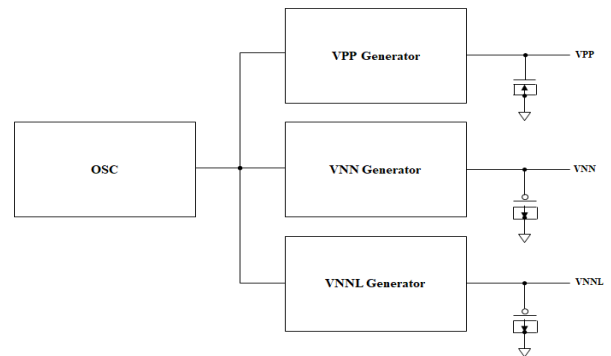 VPP Generator
VPP
OSC
VNN Generator
VNN
VNNL Generator
VNNL